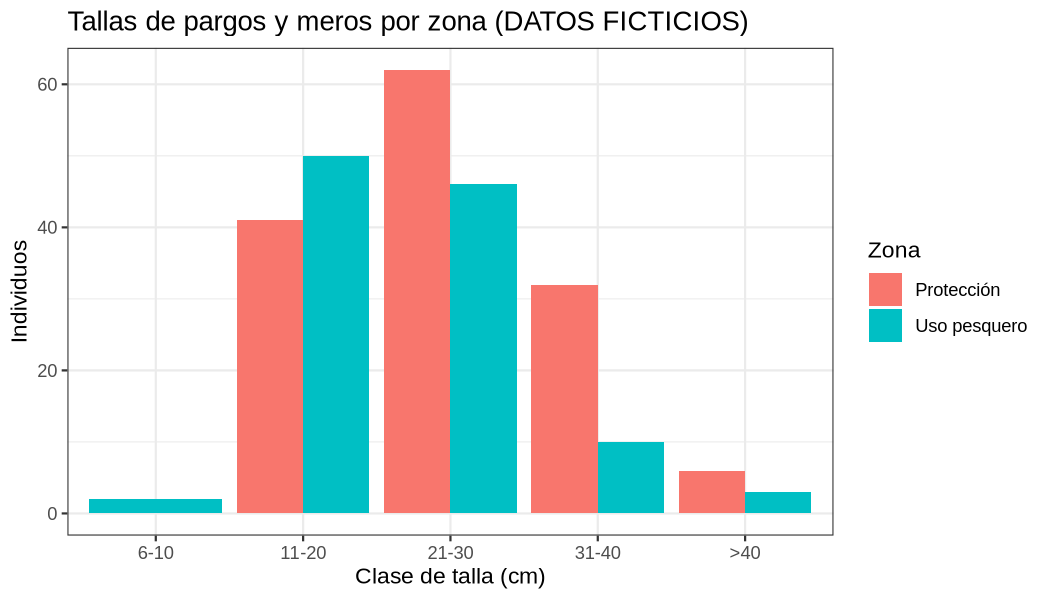 Tallas de pargos y meros por zona (DATOS FICTICIOS)
Individuos
60
40
20
0
6-10
11-20
21-30
31-40
>40
Clase de talla (cm)
Zona
Protección
Uso pesquero